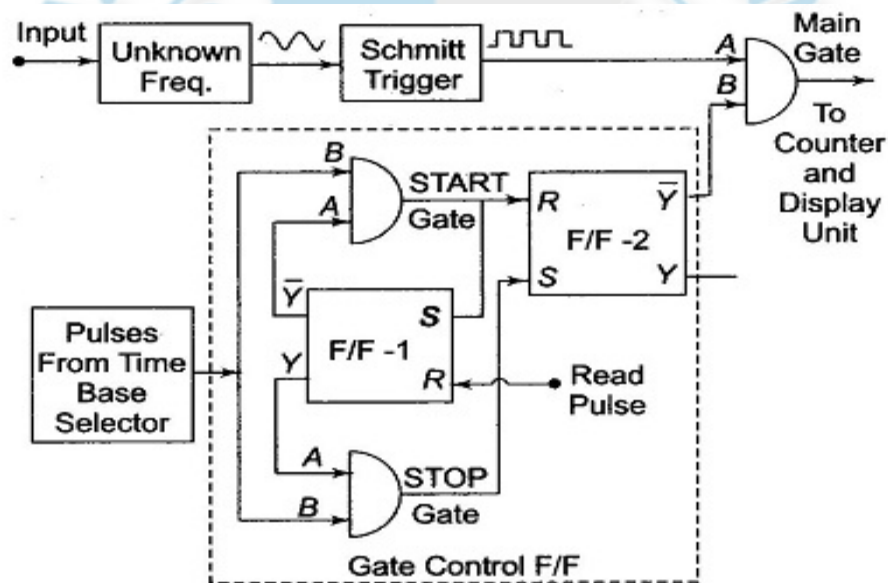 Input
Unknown
Freq.
Schmitt
Trigger
A
B
Main
Gate
To
Counter
and
Display
Unit
B
A
START
Gate
R
S
F/F -2
Ȳ
Y
Pulses
From Time
Base
Selector
Ȳ
Y
F/F -1
S
R
Read
Pulse
A
B
STOP
Gate
Gate Control F/F